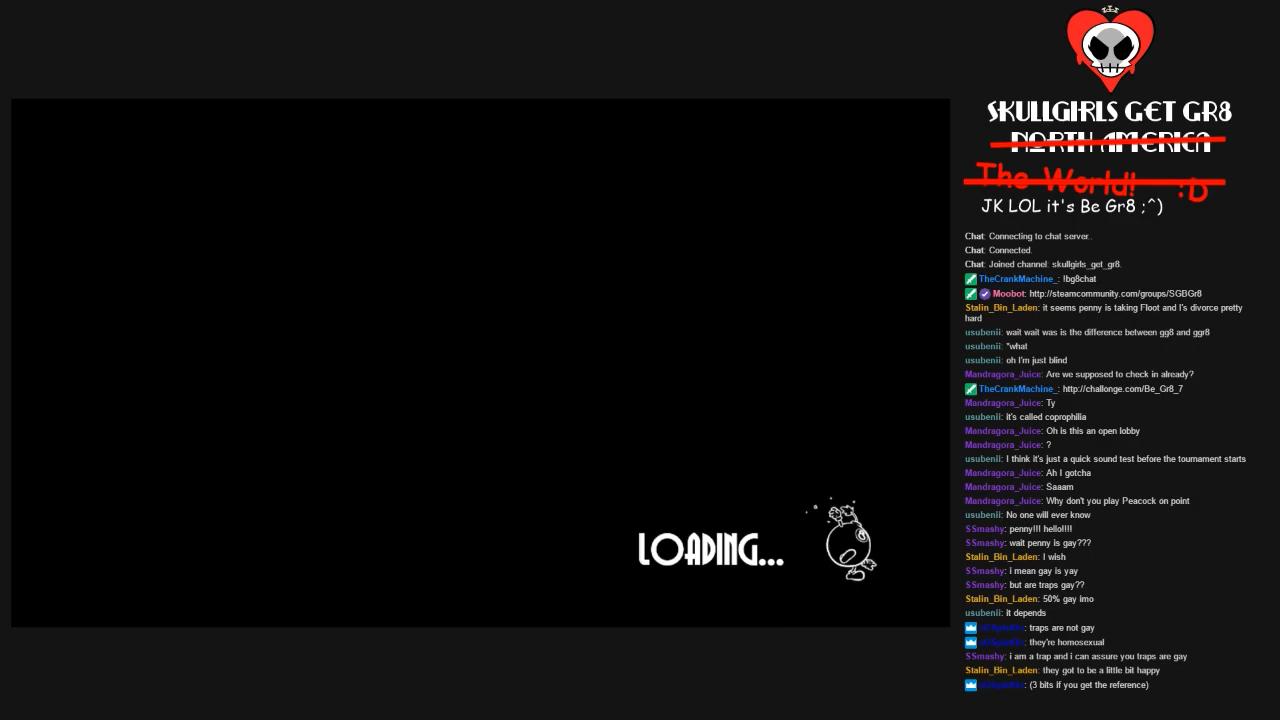 SKULLGIRLS GET GR8
NORTH AMERICA
The World! :D
JK LOL it's Be Gr8 ;^)
Chat: Connecting to chat server..
Chat: Connected.
Chat: Joined channel: skullgirls_get_gr8.
TheCrankMachine_: !bg8chat
Moobot: http://steamcommunity.com/groups/SGBGr8
Stalin_Bin_Laden: it seems penny is taking Floot and I's divorce pretty
hard
usubenii: wait wait was is the difference between gg8 and ggr8
usubenii: *what
usubenii: oh I'm just blind
Mandragora_Juice: Are we supposed to check in already?
TheCrankMachine_: http://challonge.com/Be_Gr8_7
Mandragora_Juice: Ty
usubenii: it's called coprophilia
Mandragora_Juice: Oh is this an open lobby
Mandragora_Juice: ?
usubenii: I think it's just a quick sound test before the tournament starts
Mandragora_Juice: Ah I gotcha
Mandragora_Juice: Saaam
Mandragora_Juice: Why don't you play Peacock on point
usubenii: No one will ever know
SSmashy: penny!!! hello!!!!
SSmashy: wait penny is gay???
Stalin_Bin_Laden: I wish
SSmashy: i mean gay is yay
SSmashy: but are traps gay??
Stalin_Bin_Laden: 50% gay imo
usubenii: it depends
: traps are not gay
: they're homosexual
SSmashy: i am a trap and i can assure you traps are gay
Stalin_Bin_Laden: they got to be a little bit happy
: (3 bits if you get the reference)
LOADING...